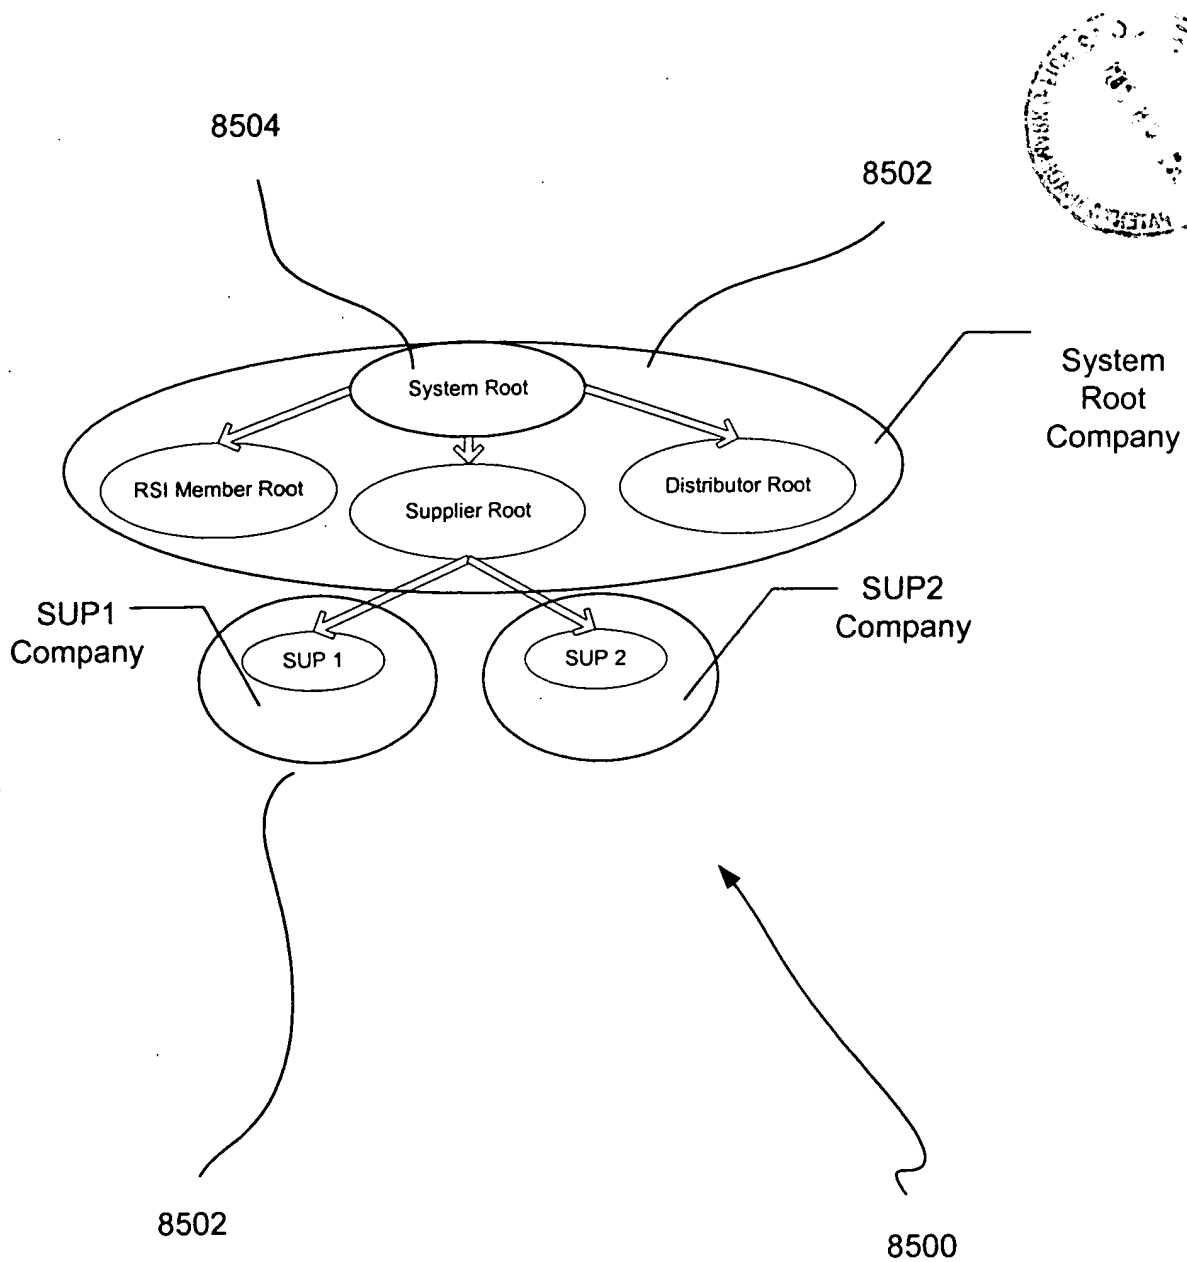 8504
8502
System Root
System
Root
Company
RSI Member Root
Supplier Root
Distributor Root
SUP1
Company
SUP2
Company
SUP 1
SUP 2
8502
8500